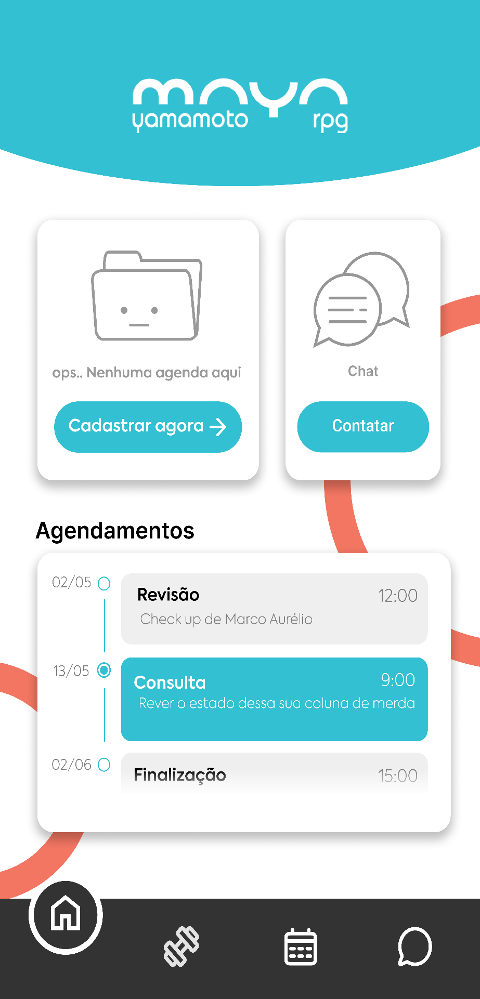 maya
yamamoto rpg
ops.. Nenhuma agenda aqui
Cadastrar agora
Chat
Contatar
Agendamentos
02/05
Revisão 12:00
Check up de Marco Aurélio
13/05
Consulta 9:00
Rever o estado dessa sua coluna de merda
02/06
Finalização 15:00